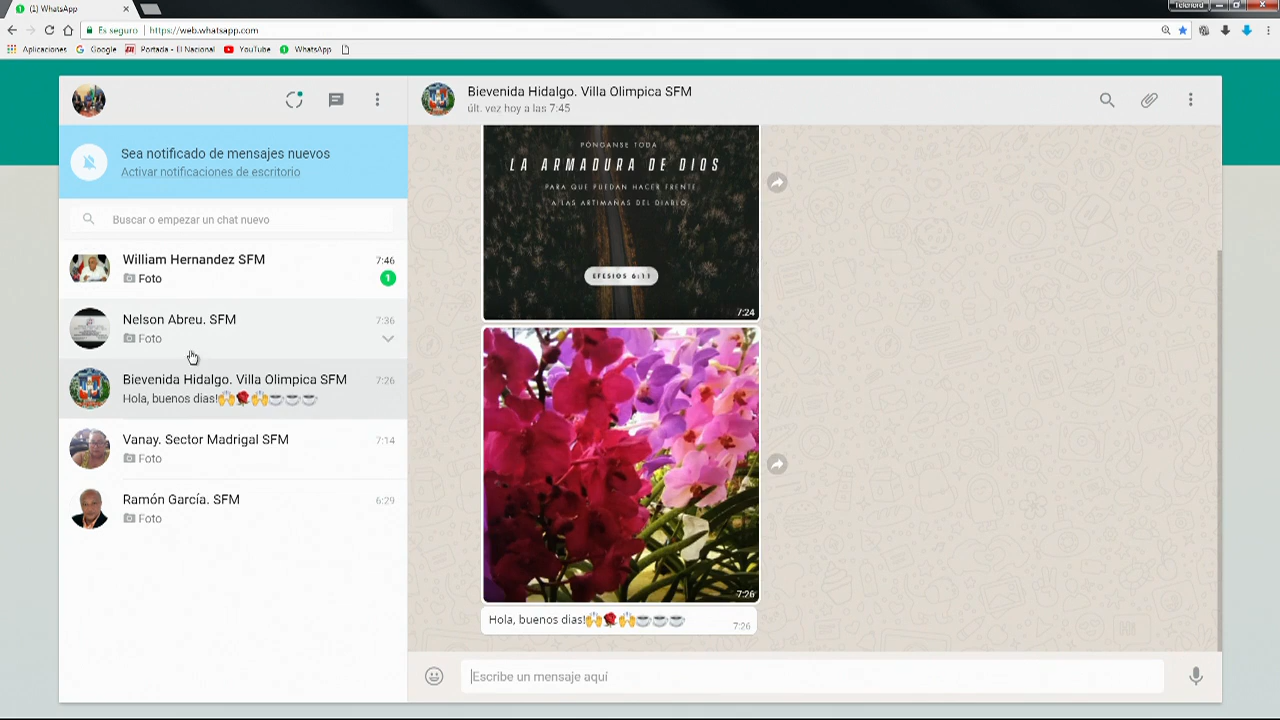 (1) WhatsApp
Telenord
Es seguro
https://web.whatsapp.com
Aplicaciones
Google
Portada - El Nacional
YouTube
WhatsApp
Bievenida Hidalgo. Villa Olimpica SFM
últ. vez hoy a las 7:45
Sea notificado de mensajes nuevos
Activar notificaciones de escritorio
Buscar o empezar un chat nuevo
William Hernandez SFM
7:46
Foto
1
Nelson Abreu. SFM
7:36
Foto
Bievenida Hidalgo. Villa Olimpica SFM
7:26
Hola, buenos dias!🙌🌹🙌☕☕☕
Vanay. Sector Madrigal SFM
7:14
Foto
Ramón García. SFM
6:29
Foto
PÓNGANSE TODA
LA ARMADURA DE DIOS
PARA QUE PUEDAN HACER FRENTE
A LAS ARTIMAÑAS DEL DIABLO.
EFESIOS 6:11
7:24
7:26
Hola, buenos dias!🙌🌹🙌☕☕☕
7:26
Escribe un mensaje aquí